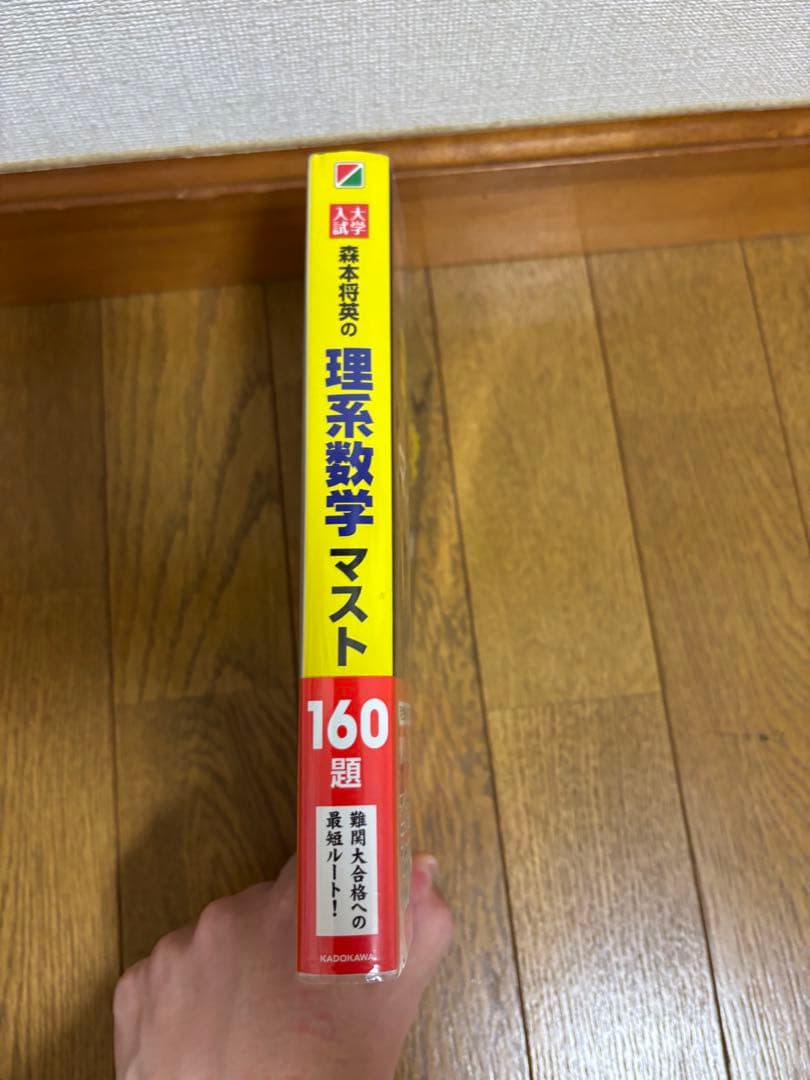 大学
入試
森本将英の
理系数学
マスト
160
題
難関大合格への
最短ルート！
KADOKAWA